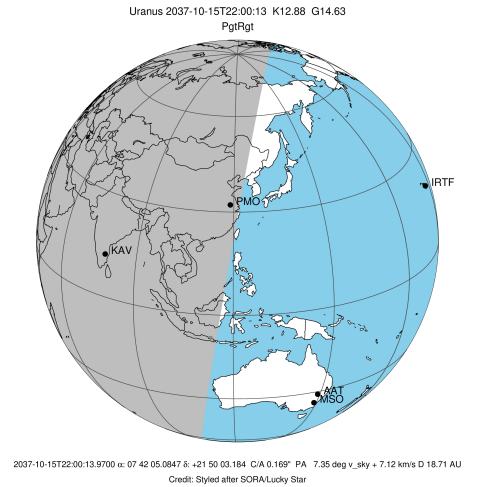 Uranus 2037-10-15T22:00:13 K12.88 G14.63
PgtRgt
IRTF
PMO
KAV
AAT
MSO
2037-10-15T22:00:13.9700 α: 07 42 05.0847 δ: +21 50 03.184 C/A 0.169" PA 7.35 deg v_sky + 7.12 km/s D 18.71 AU
Credit: Styled after SORA/Lucky Star